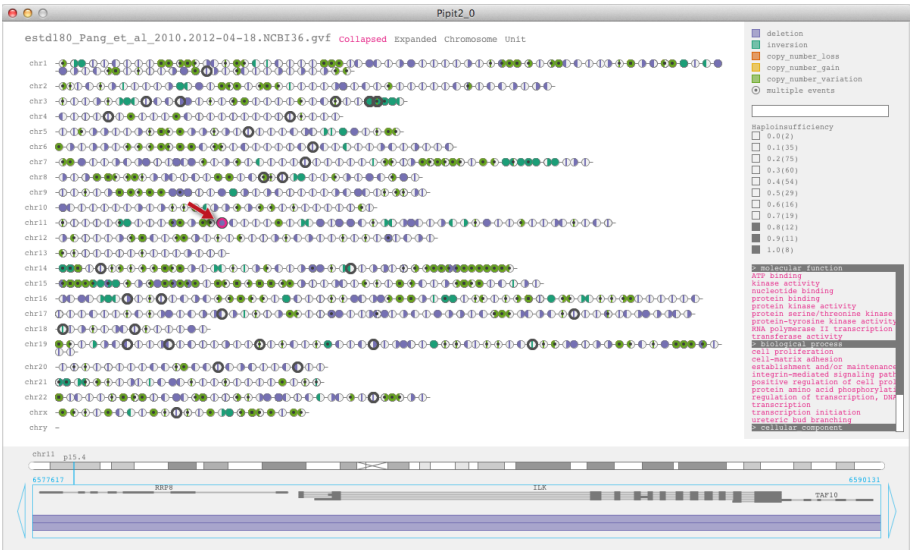 Pipit2_0
estd180_Pang_et_al_2010.2012-04-18.NCBI36.gvf Collapsed Expanded Chromosome Unit
chr1
chr2
chr3
chr4
chr5
chr6
chr7
chr8
chr9
chr10
chr11
chr12
chr13
chr14
chr15
chr16
chr17
chr18
chr19
chr20
chr21
chr22
chrx
chry
deletion
inversion
copy_number_loss
copy_number_gain
copy_number_variation
multiple events
Haploinsufficiency
0.0(2)
0.1(35)
0.2(75)
0.3(60)
0.4(54)
0.5(29)
0.6(16)
0.7(19)
0.8(12)
0.9(11)
1.0(8)
> molecular function
ATP binding
kinase activity
nucleotide binding
protein binding
protein kinase activity
protein serine/threonine kinase
protein-tyrosine kinase activity
RNA polymerase II transcription
transferase activity
> biological process
cell proliferation
cell-matrix adhesion
establishment and/or maintenance
integrin-mediated signaling path
positive regulation of cell prol
protein amino acid phosphorylati
regulation of transcription, DNA
transcription
transcription initiation
ureteric bud branching
> cellular component
chr11
p15.4
6577617 6590131
RRP8 ILK TAF10